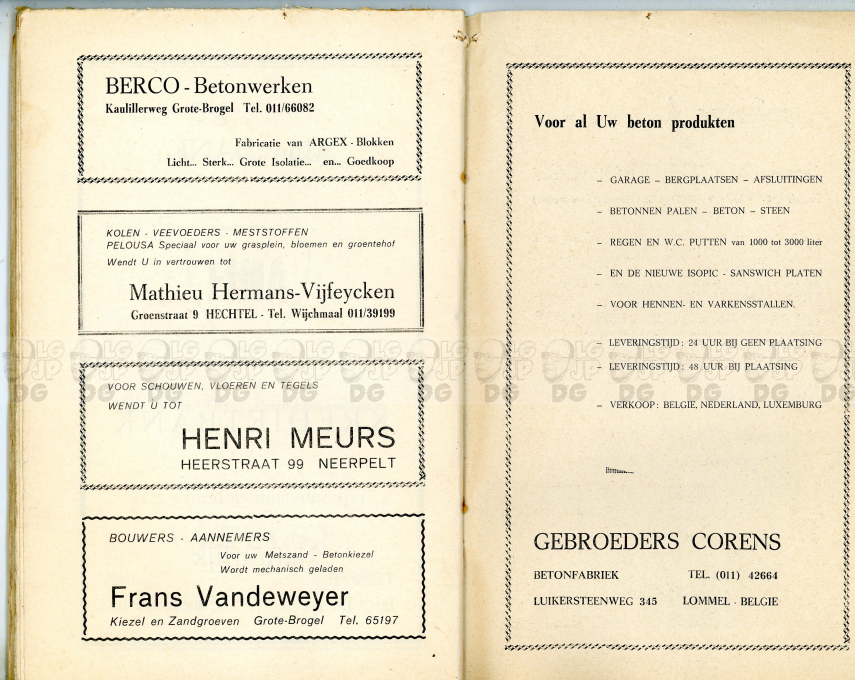 BERCO - Betonwerken
Kaulillerweg Grote-Brogel Tel. 011/66082
Fabricatie van ARGEX - Blokken
Licht... Sterk... Grote Isolatie... en... Goedkoop
KOLEN - VEEVOEDERS - MESTSTOFFEN
PELOUSA Speciaal voor uw grasplein, bloemen en groentehof
Wendt U in vertrouwen tot
Mathieu Hermans-Vijfeycken
Groenstraat 9 HECHTEL - Tel. Wijchmaal 011/39199
VOOR SCHOUWEN, VLOEREN EN TEGELS
WENDT U TOT
HENRI MEURS
HEERSTRAAT 99 NEERPELT
BOUWERS - AANNEMERS
Voor uw Metszand - Betonkiezel
Wordt mechanisch geladen
Frans Vandeweyer
Kiezel en Zandgroeven Grote-Brogel Tel. 65197
Voor al Uw beton produkten
– GARAGE – BERGPLAATSEN – AFSLUITINGEN
– BETONNEN PALEN – BETON – STEEN
– REGEN EN W.C. PUTTEN van 1000 tot 3000 liter
– EN DE NIEUWE ISOPIC - SANSWICH PLATEN
– VOOR HENNEN- EN VARKENSSTALLEN.
– LEVERINGSTIJD: 24 UUR BIJ GEEN PLAATSING
– LEVERINGSTIJD: 48 UUR BIJ PLAATSING
– VERKOOP: BELGIE, NEDERLAND, LUXEMBURG
GEBROEDERS CORENS
BETONFABRIEK TEL. (011) 42664
LUIKERSTEENWEG 345 LOMMEL - BELGIE